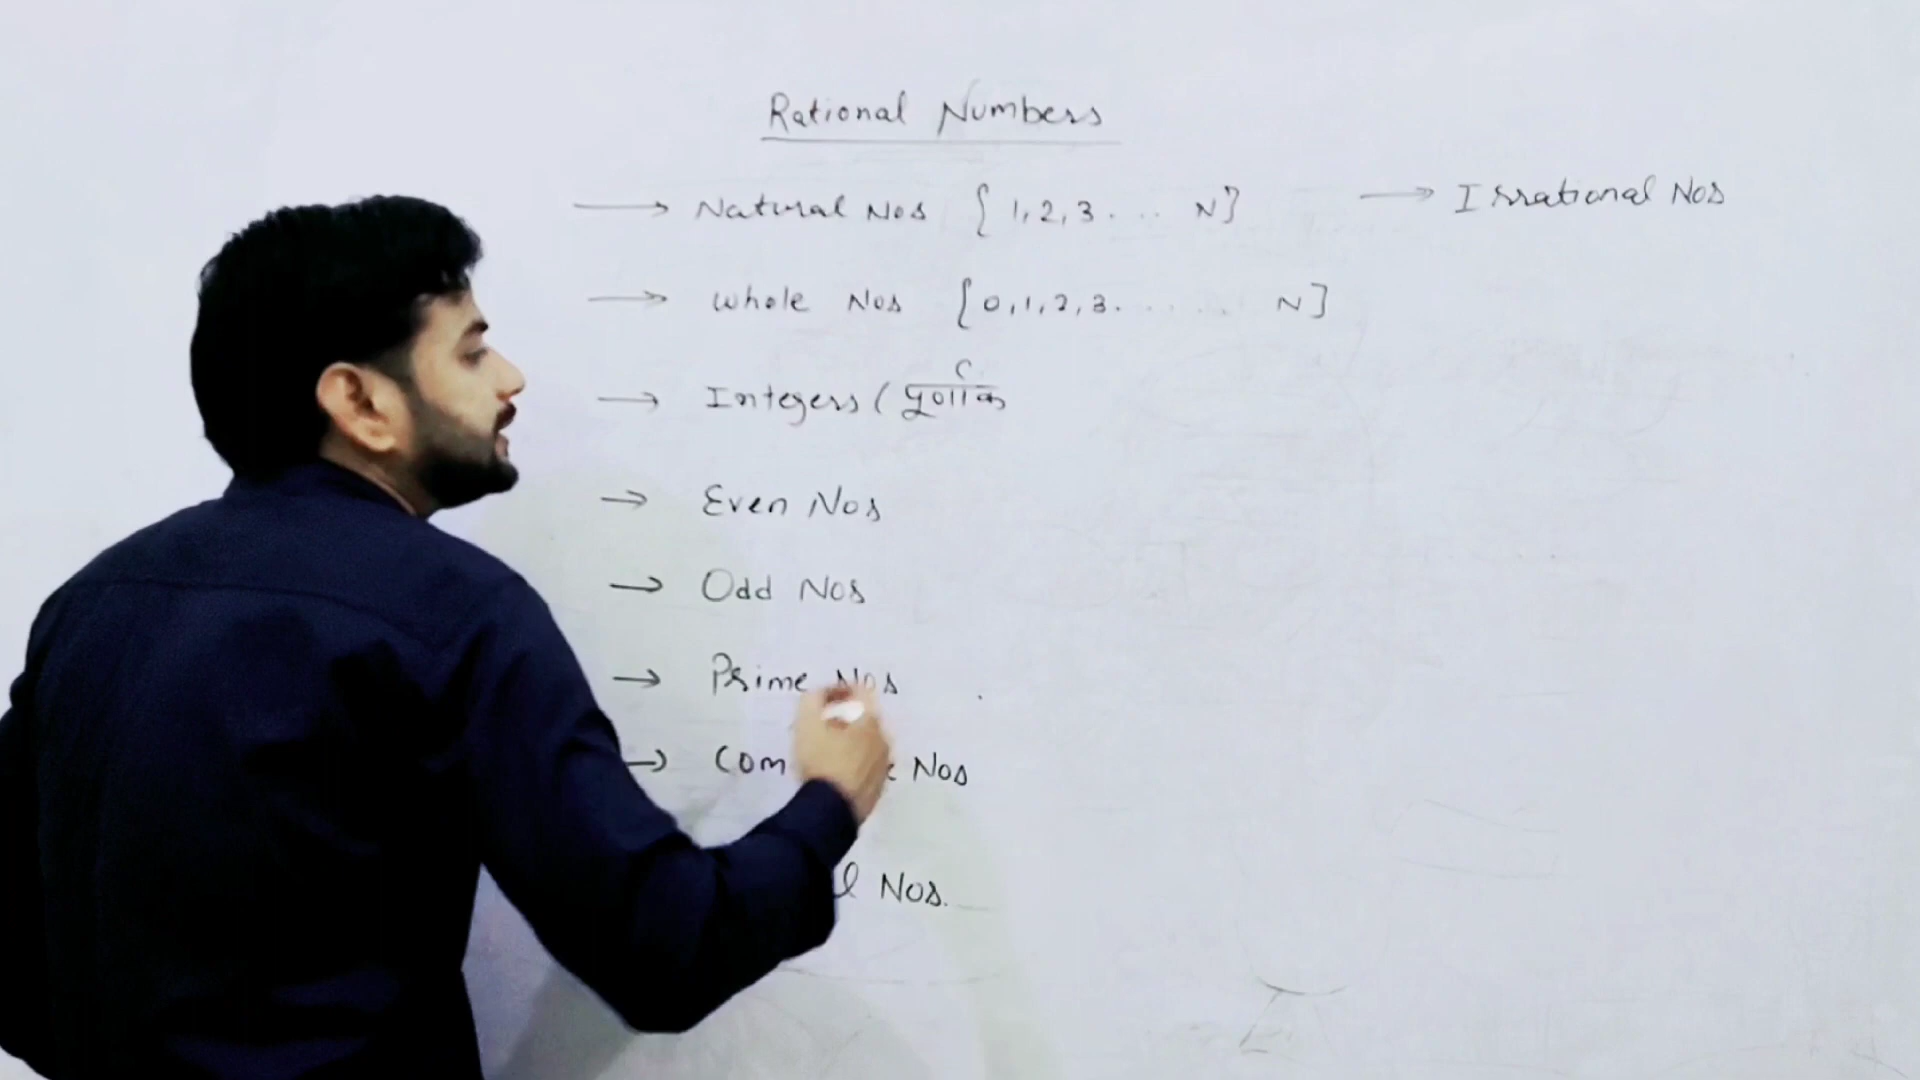 Rational Numbers
→ Natural Nos {1,2,3.... N}
→ Irrational Nos
→ Whole Nos {0,1,2,3....... N}
→ Integers (
→ Even Nos
→ Odd Nos
→ Prime Nos
→ Nos
Nos.